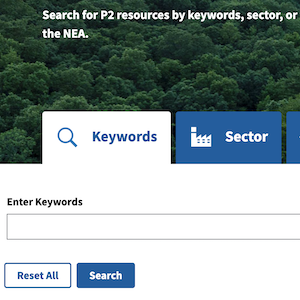 Search for P2 resources by keywords, sector, or
the NEA.
Keywords
Sector
Enter Keywords
Reset All
Search